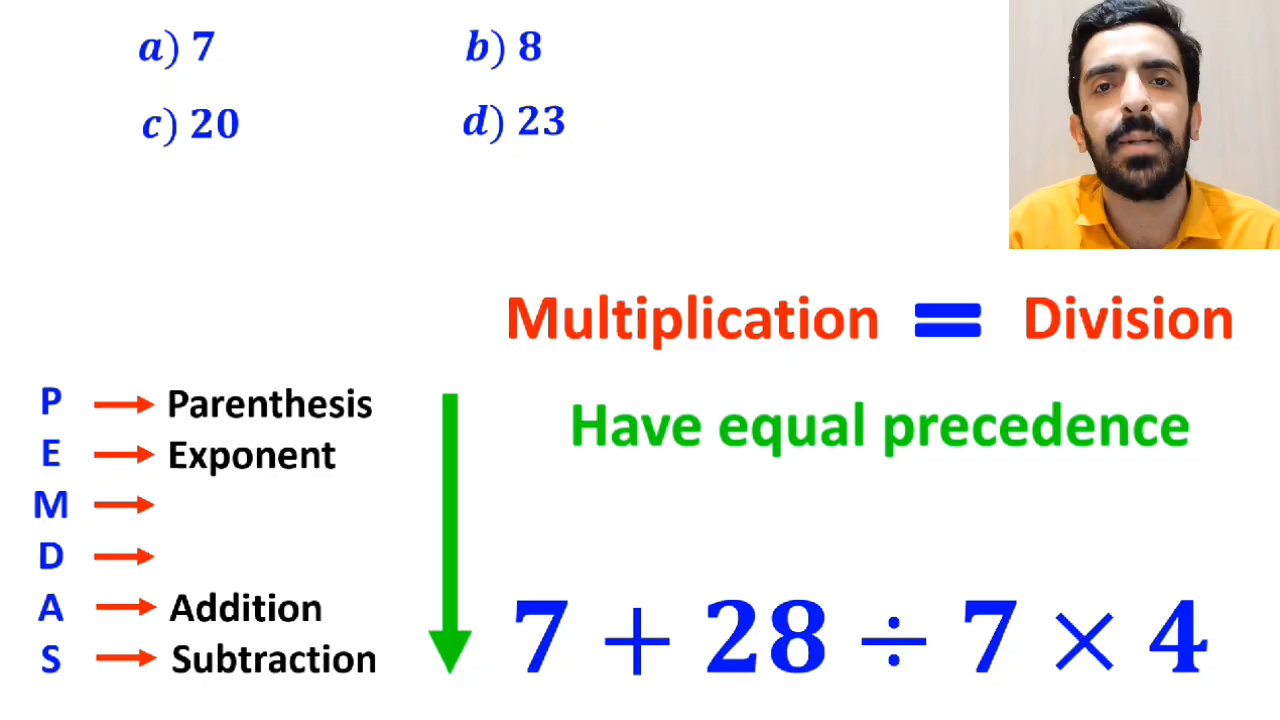 a) 7 b) 8
c) 20 d) 23
Multiplication = Division
Have equal precedence
P → Parenthesis
E → Exponent
M →
D →
A → Addition
S → Subtraction
7 + 28 ÷ 7 × 4